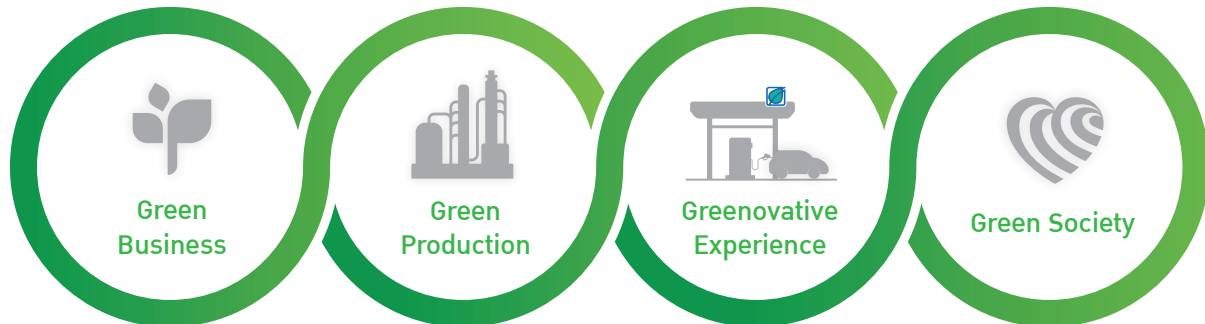 Green
Business
Green
Production
Greenovative
Experience
Green Society